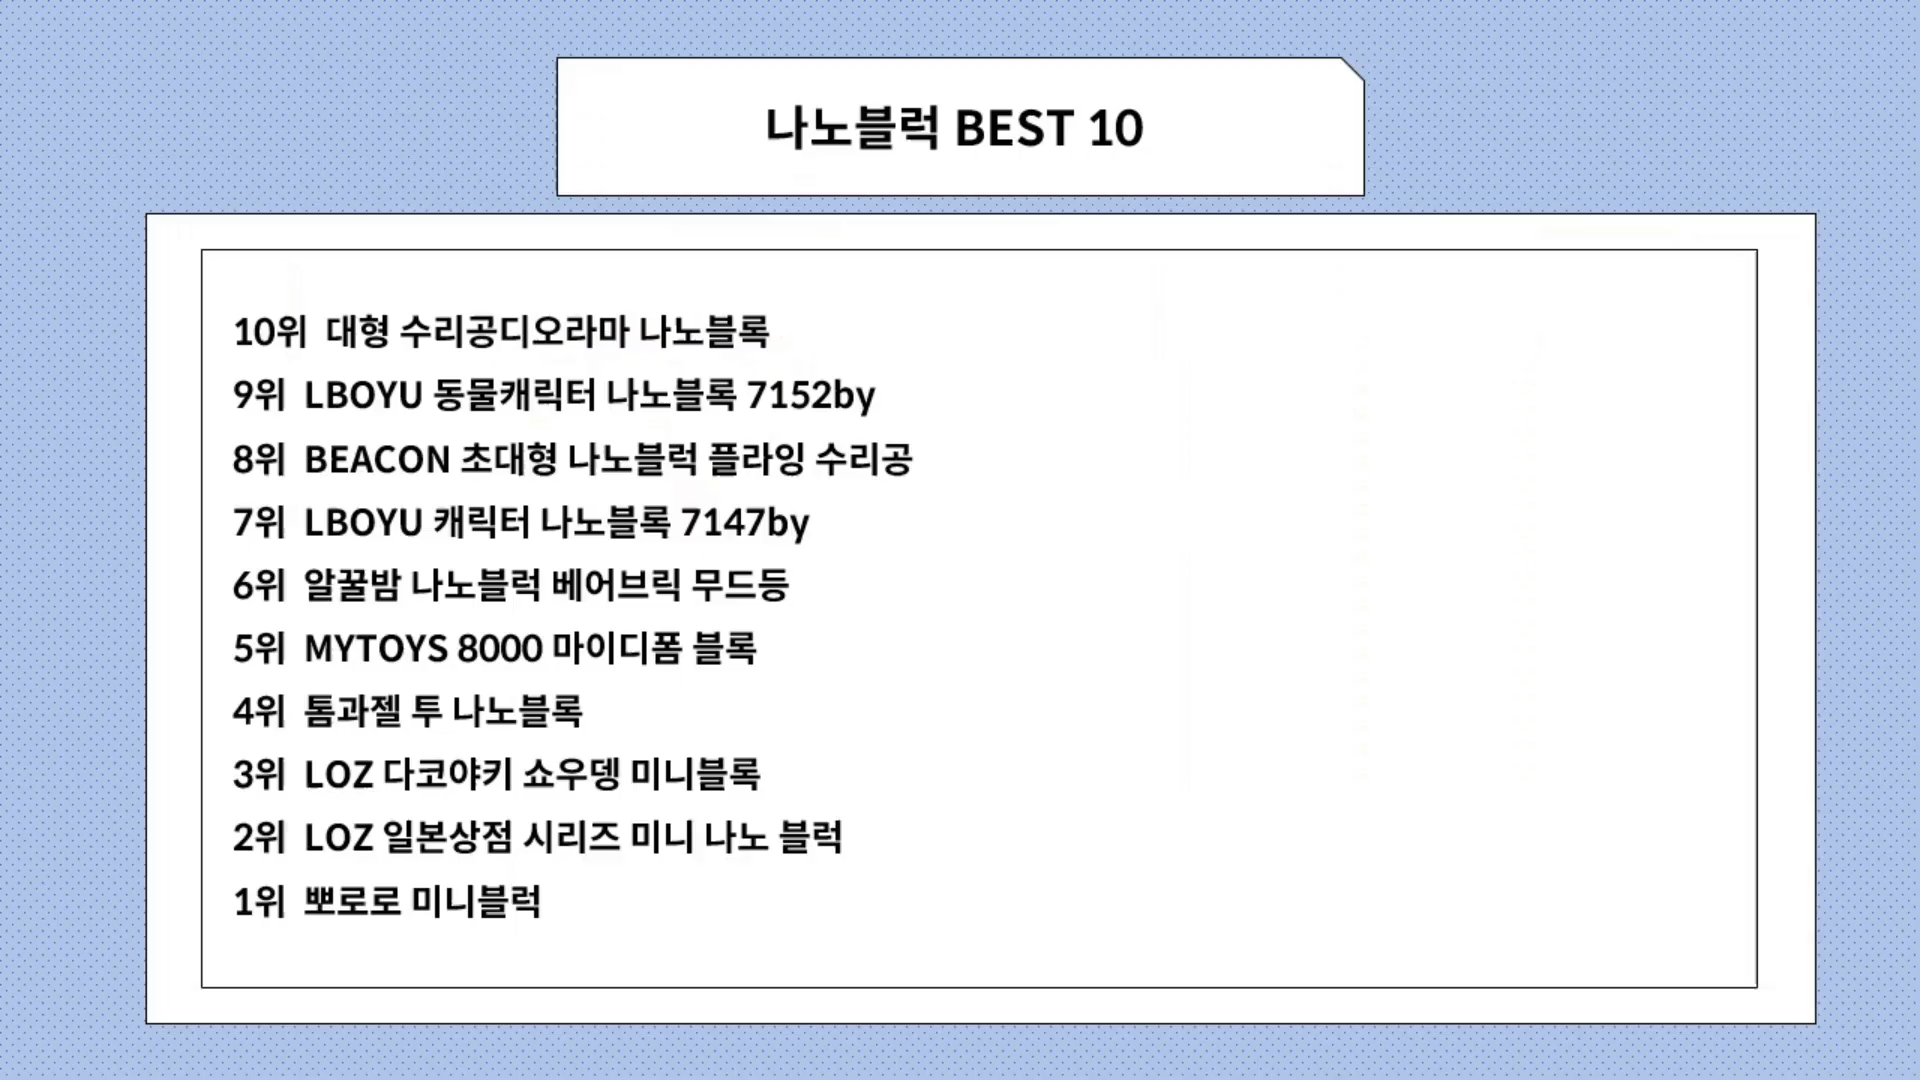 나노블럭 BEST 10
10위 대형 수리공디오라마 나노블록
9위 LBOYU 동물캐릭터 나노블록 7152by
8위 BEACON 초대형 나노블럭 플라잉 수리공
7위 LBOYU 캐릭터 나노블록 7147by
6위 알꿀밤 나노블럭 베어브릭 무드등
5위 MYTOYS 8000 마이디폼 블록
4위 톰과젤 투 나노블록
3위 LOZ 다코야키 쇼우뎅 미니블록
2위 LOZ 일본상점 시리즈 미니 나노 블럭
1위 뽀로로 미니블럭